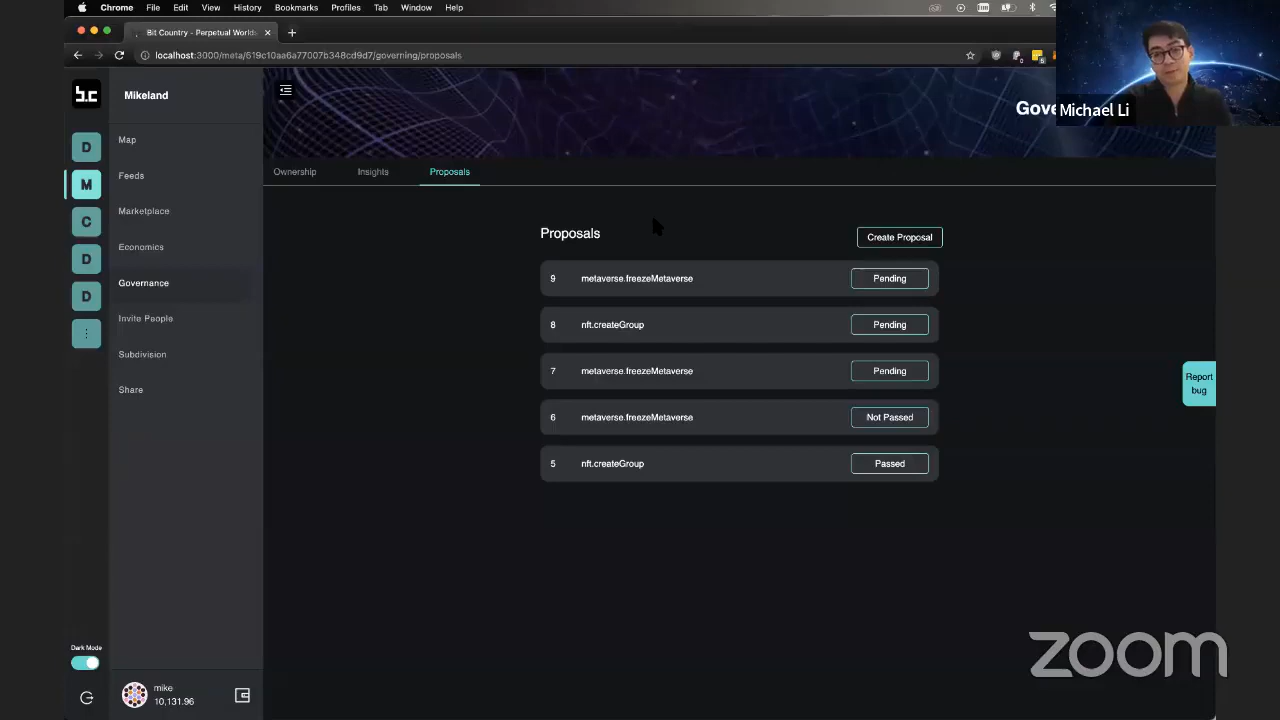 Chrome File Edit View History Bookmarks Profiles Tab Window Help
Bit Country - Perpetual Worlds
localhost:3000/meta/619c10aa6a77007b348cd9d7/governing/proposals
Michael Li
b.c
Mikeland
Gove
D
M
C
D
D
Map
Feeds
Marketplace
Economics
Governance
Invite People
Subdivision
Share
Ownership Insights Proposals
Proposals
Create Proposal
9 metaverse.freezeMetaverse Pending
8 nft.createGroup Pending
7 metaverse.freezeMetaverse Pending
6 metaverse.freezeMetaverse Not Passed
5 nft.createGroup Passed
Report
bug
Dark Mode
mike
10,131.96
zoom